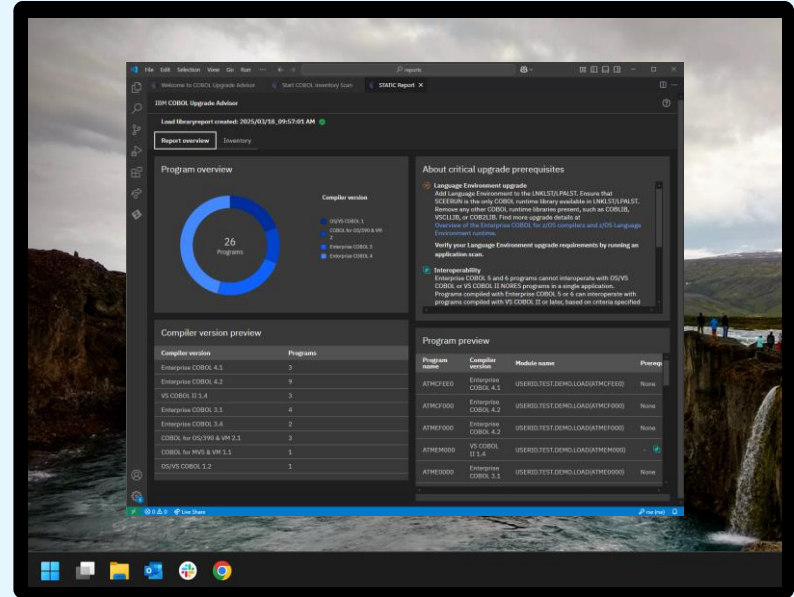 File Edit Selection View Go Run ··· reports
Welcome to COBOL Upgrade Advisor Start COBOL Inventory Scan STATIC Report
IBM COBOL Upgrade Advisor
Load libraryreport created: 2025/03/18_09:57:01 AM
Report overview Inventory
Program overview
26
Programs
Compiler version
OS/VS COBOL 1
COBOL for OS/390 & VM
2
Enterprise COBOL 3
Enterprise COBOL 4
About critical upgrade prerequisites
Language Environment upgrade
Add Language Environment to the LNKLST/LPALST. Ensure that
SCEERUN is the only COBOL runtime library available in LNKLST/LPALST.
Remove any other COBOL runtime libraries present, such as COBLIB,
VSCLLIB, or COB2LIB. Find more upgrade details at
Overview of the Enterprise COBOL for z/OS compilers and z/OS Language
Environment runtime.
Verify your Language Environment upgrade requirements by running an
application scan.
Interoperability
Enterprise COBOL 5 and 6 programs cannot interoperate with OS/VS
COBOL or VS COBOL II NORES programs in a single application.
Programs compiled with Enterprise COBOL 5 or 6 can interoperate with
programs compiled with VS COBOL II or later, based on criteria specified
Compiler version preview
Compiler version Programs
Enterprise COBOL 4.1 3
Enterprise COBOL 4.2 9
VS COBOL II 1.4 3
Enterprise COBOL 3.1 4
Enterprise COBOL 3.4 2
COBOL for OS/390 & VM 2.1 3
COBOL for MVS & VM 1.1 1
OS/VS COBOL 1.2 1
Program preview
Program name Compiler version Module name Prerequ
ATMCFEE0 Enterprise COBOL 4.1 USERID.TEST.DEMO.LOAD(ATMCFEE0) None
ATMCF000 Enterprise COBOL 4.2 USERID.TEST.DEMO.LOAD(ATMCF000) None
ATMEF000 Enterprise COBOL 4.2 USERID.TEST.DEMO.LOAD(ATMEF000) None
ATMEM000 VS COBOL II 1.4 USERID.TEST.DEMO.LOAD(ATMEM000) -
ATME0000 Enterprise COBOL 3.1 USERID.TEST.DEMO.LOAD(ATME0000) None
0 0 Live Share